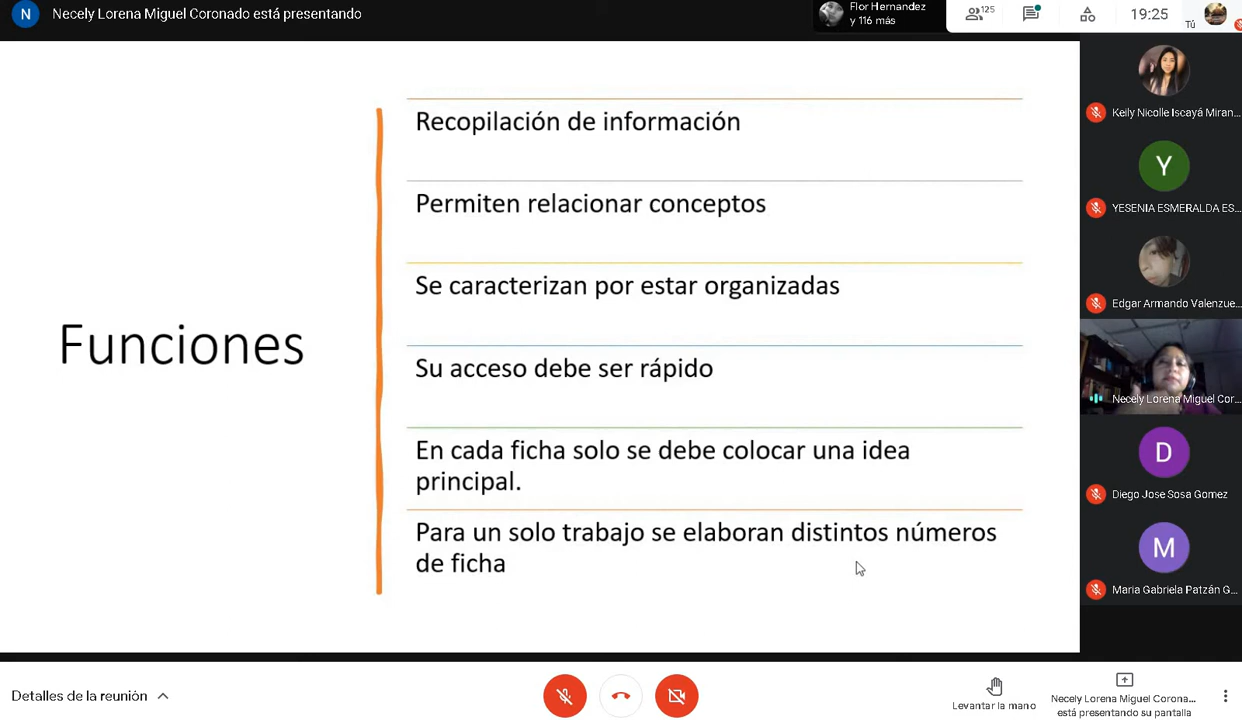 N Necely Lorena Miguel Coronado está presentando
Flor Hernandez
y 116 más
125
19:25
Tú
Funciones
Recopilación de información
Permiten relacionar conceptos
Se caracterizan por estar organizadas
Su acceso debe ser rápido
En cada ficha solo se debe colocar una idea
principal.
Para un solo trabajo se elaboran distintos números
de ficha
Keily Nicolle Iscayá Miran...
Y
YESENIA ESMERALDA ES...
Edgar Armando Valenzue...
Necely Lorena Miguel Cor...
D
Diego Jose Sosa Gomez
M
Maria Gabriela Patzán G...
Detalles de la reunión
Levantar la mano
Necely Lorena Miguel Corona...
está presentando su pantalla